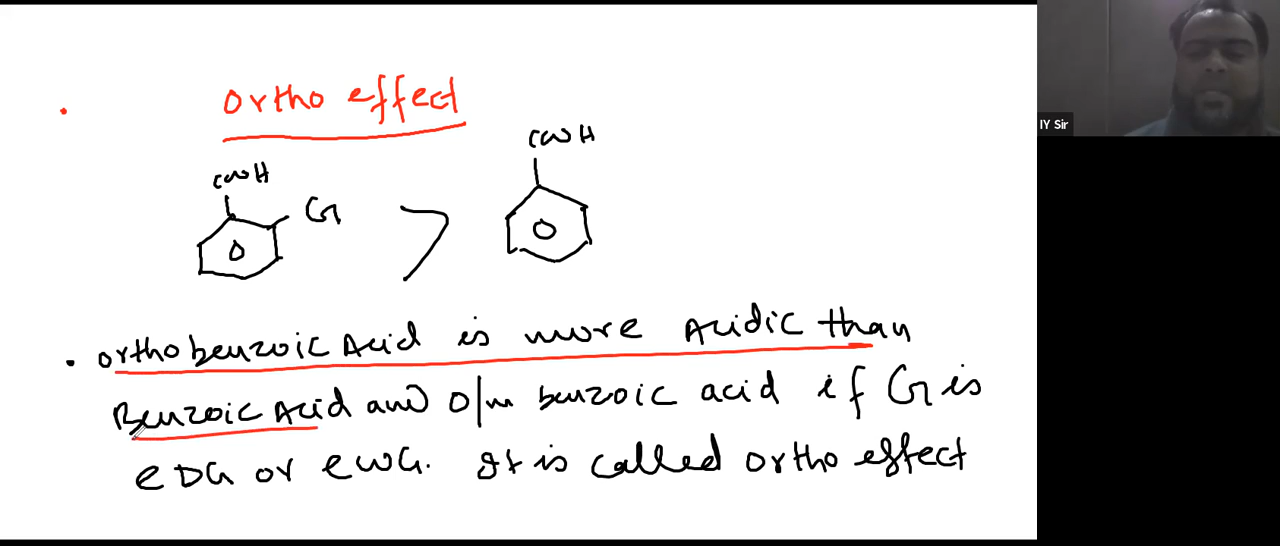 Ortho effect
COOH
COOH
G
>
• Orthobenzoic Acid is more Acidic than
Benzoic Acid and o/m benzoic acid if G is
EDG or EWG. It is called Ortho effect
IY Sir